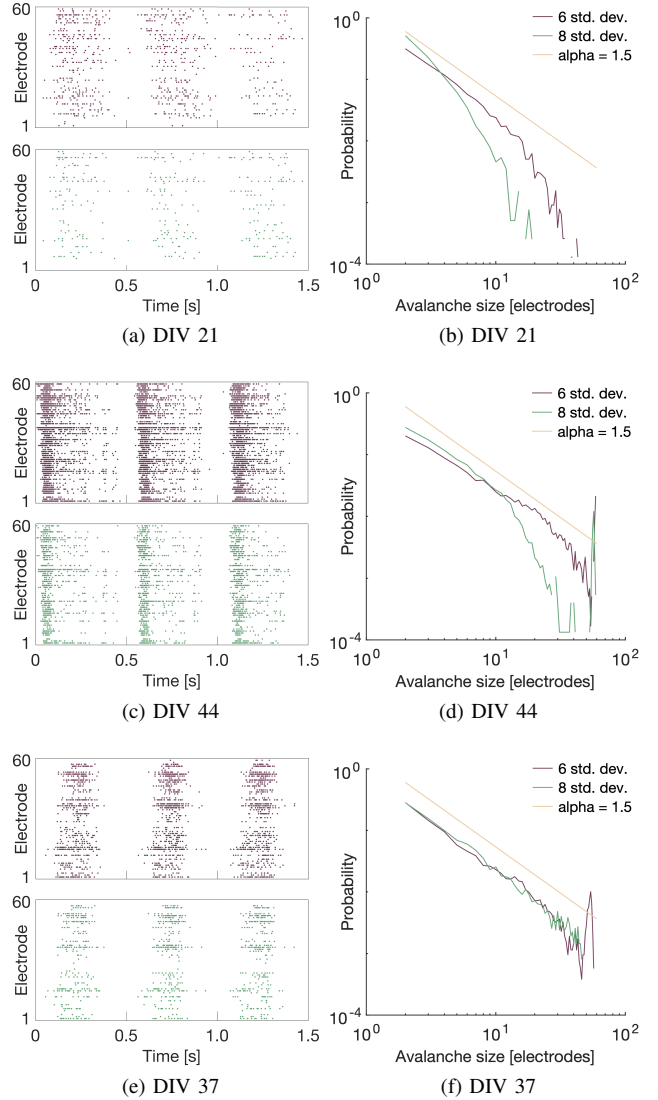 60
Electrode
1
60
Electrode
1
0 0.5 1.0 1.5
Time [s]
(a) DIV 21
10^0
6 std. dev.
8 std. dev.
alpha = 1.5
Probability
10^-4
10^0 10^1 10^2
Avalanche size [electrodes]
(b) DIV 21
60
Electrode
1
60
Electrode
1
0 0.5 1.0 1.5
Time [s]
(c) DIV 44
10^0
6 std. dev.
8 std. dev.
alpha = 1.5
Probability
10^-4
10^0 10^1 10^2
Avalanche size [electrodes]
(d) DIV 44
60
Electrode
1
60
Electrode
1
0 0.5 1.0 1.5
Time [s]
(e) DIV 37
10^0
6 std. dev.
8 std. dev.
alpha = 1.5
Probability
10^-4
10^0 10^1 10^2
Avalanche size [electrodes]
(f) DIV 37